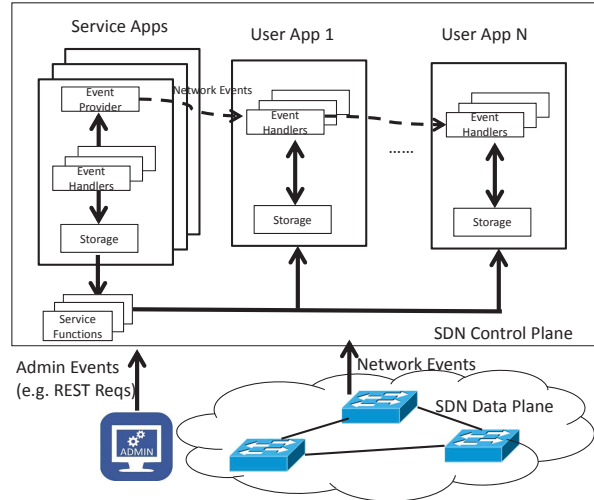 Service Apps
User App 1
User App N
Event
Provider
Network Events
Event
Handlers
Event
Handlers
Event
Handlers
......
Storage
Storage
Storage
Service
Functions
SDN Control Plane
Admin Events
(e.g. REST Reqs)
Network Events
SDN Data Plane
ADMIN